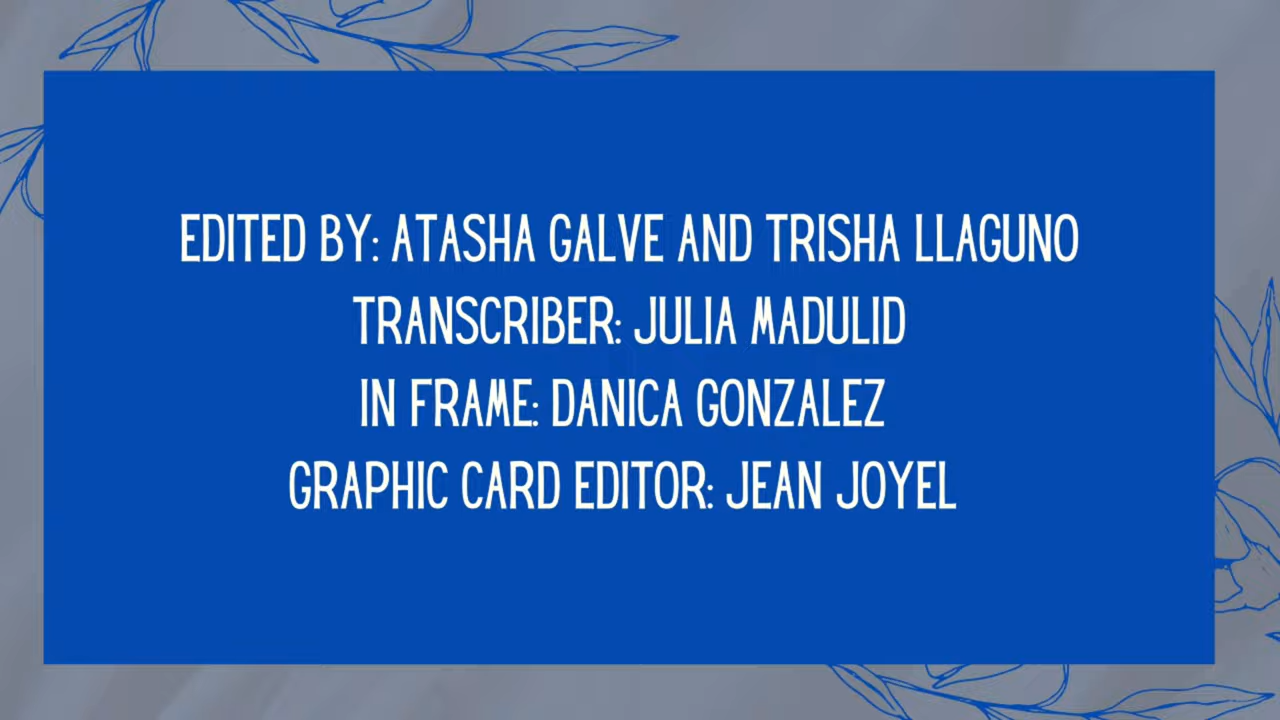 EDITED BY: ATASHA GALVE AND TRISHA LLAGUNO
TRANSCRIBER: JULIA MADULID
IN FRAME: DANICA GONZALEZ
GRAPHIC CARD EDITOR: JEAN JOYEL